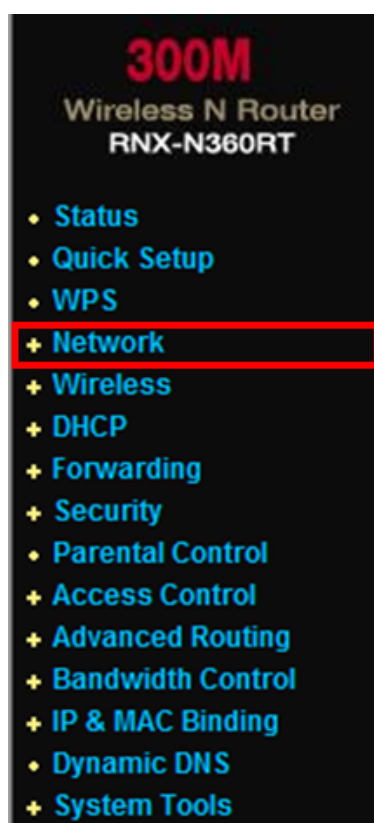 300M
Wireless N Router
RNX-N360RT
Status
Quick Setup
WPS
Network
Wireless
DHCP
Forwarding
Security
Parental Control
Access Control
Advanced Routing
Bandwidth Control
IP & MAC Binding
Dynamic DNS
System Tools